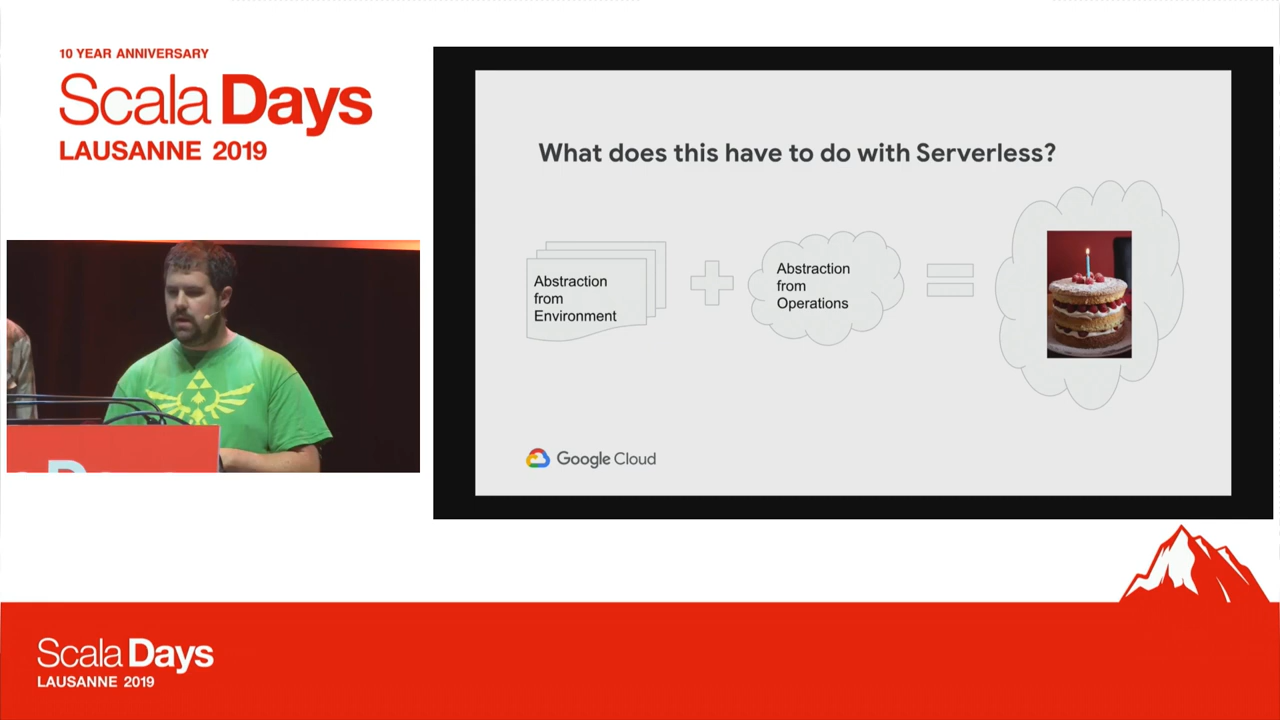 10 YEAR ANNIVERSARY
Scala Days
LAUSANNE 2019
What does this have to do with Serverless?
Abstraction
from
Environment
Abstraction
from
Operations
Google Cloud
Scala Days
LAUSANNE 2019